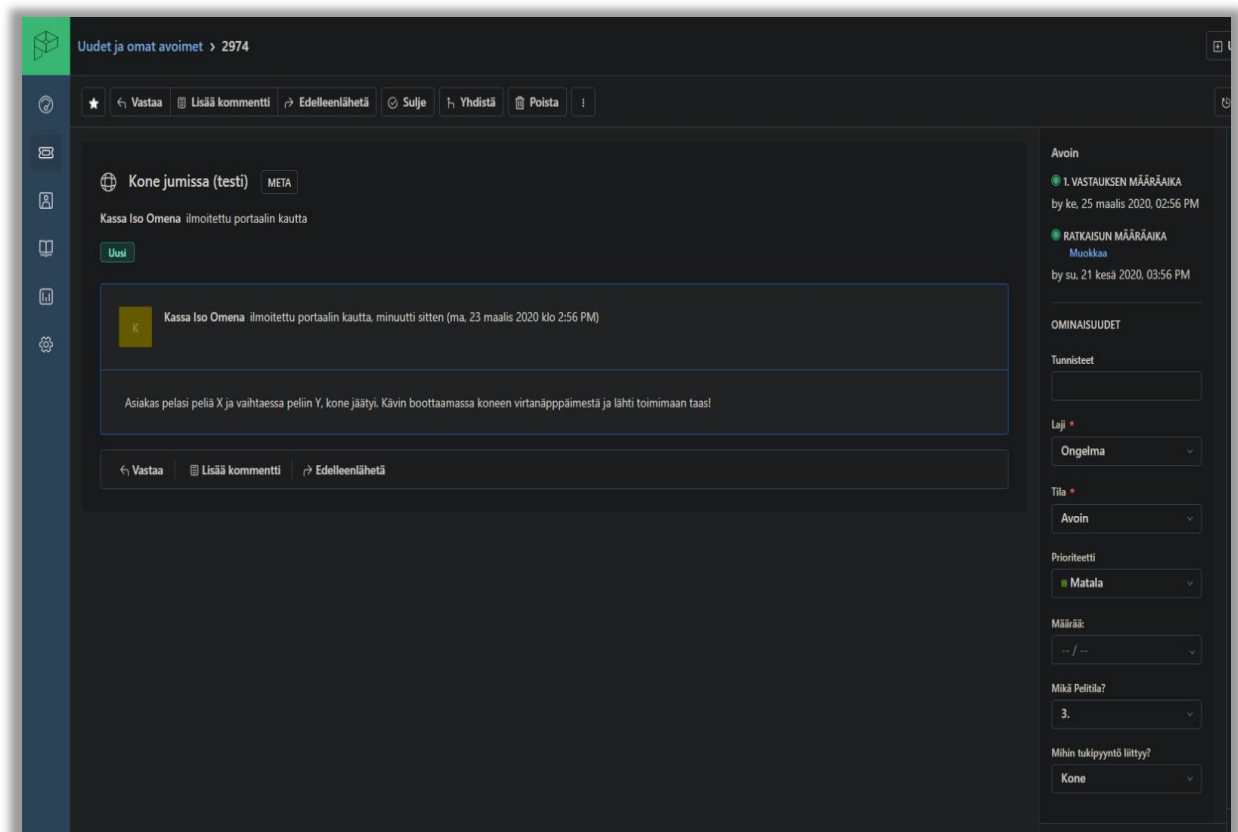 Uudet ja omat avoimet > 2974
Vastaa Lisää kommentti Edelleenlähetä Sulje Yhdistä Poista
Kone jumissa (testi) META
Kassa Iso Omena ilmoitettu portaalin kautta
Uusi
K
Kassa Iso Omena ilmoitettu portaalin kautta, minuutti sitten (ma, 23 maalis 2020 klo 2:56 PM)
Asiakas pelasi peliä X ja vaihtaessa peliin Y, kone jäätyi. Kävin boottaamassa koneen virtanäpppäimestä ja lähti toimimaan taas!
Vastaa Lisää kommentti Edelleenlähetä
Avoin
1. VASTAUKSEN MÄÄRÄAIKA
by ke, 25 maalis 2020, 02:56 PM
RATKAISUN MÄÄRÄAIKA
Muokkaa
by su, 21 kesä 2020, 03:56 PM
OMINAISUUDET
Tunnisteet
Laji *
Ongelma
Tila *
Avoin
Prioriteetti
Matala
Määrää:
-- / --
Mikä Pelitila?
3.
Mihin tukipyyntö liittyy?
Kone